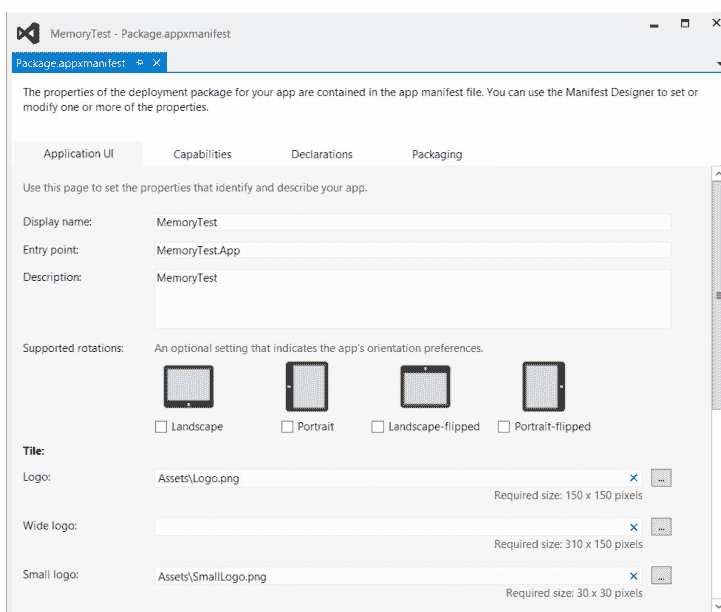 MemoryTest - Package.appxmanifest
Package.appxmanifest
The properties of the deployment package for your app are contained in the app manifest file. You can use the Manifest Designer to set or
modify one or more of the properties.
Application UI Capabilities Declarations Packaging
Use this page to set the properties that identify and describe your app.
Display name: MemoryTest
Entry point: MemoryTest.App
Description: MemoryTest
Supported rotations: An optional setting that indicates the app's orientation preferences.
Landscape Portrait Landscape-flipped Portrait-flipped
Tile:
Logo: Assets\Logo.png ...
Required size: 150 x 150 pixels
Wide logo: ...
Required size: 310 x 150 pixels
Small logo: Assets\SmallLogo.png ...
Required size: 30 x 30 pixels